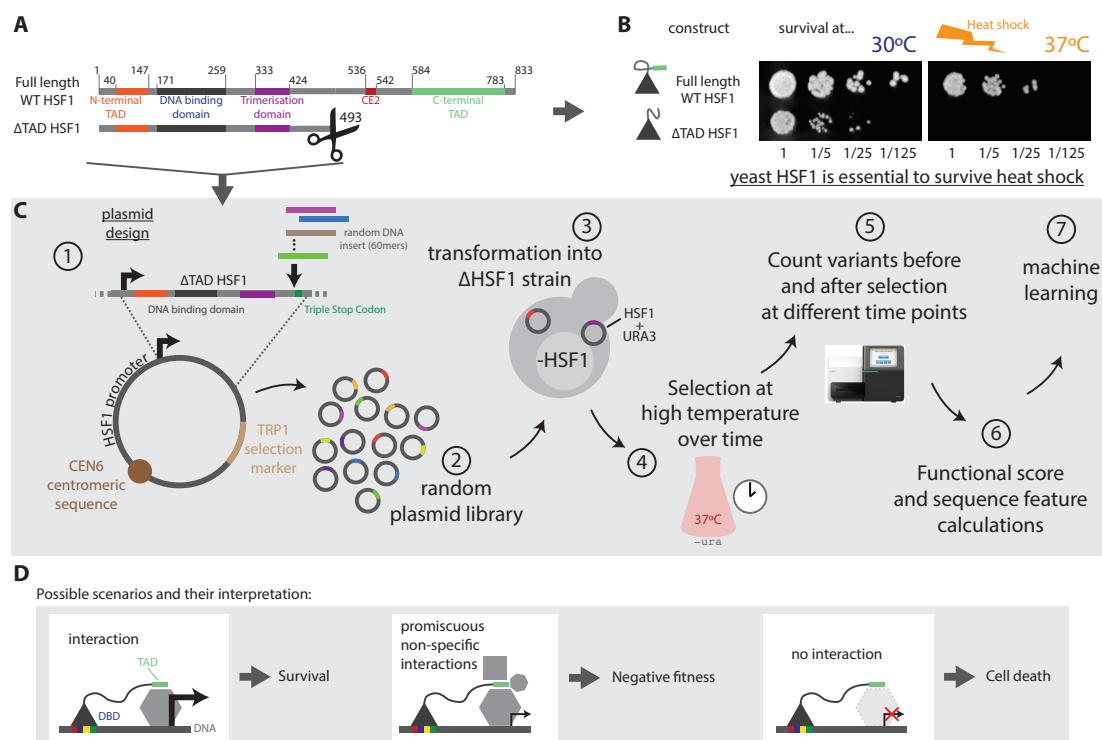 A
1
40
147
171
259
333
424
536
542
584
783
833
Full length
WT HSF1
N-terminal
TAD
DNA binding
domain
Trimerisation
domain
CE2
C-terminal
TAD
ΔTAD HSF1
493
B
construct
survival at...
30ºC
Heat shock
37ºC
Full length
WT HSF1
ΔTAD HSF1
1
1/5
1/25
1/125
1
1/5
1/25
1/125
yeast HSF1 is essential to survive heat shock
C
1
plasmid
design
random DNA
insert (60mers)
ΔTAD HSF1
DNA binding domain
Triple Stop Codon
HSF1 promoter
TRP1
selection
marker
CEN6
centromeric
sequence
2
random
plasmid library
3
transformation into
ΔHSF1 strain
HSF1
+
URA3
-HSF1
4
Selection at
high temperature
over time
37ºC
-ura
5
Count variants before
and after selection
at different time points
6
Functional score
and sequence feature
calculations
7
machine
learning
D
Possible scenarios and their interpretation:
interaction
TAD
DBD
DNA
Survival
promiscuous
non-specific
interactions
Negative fitness
no interaction
Cell death